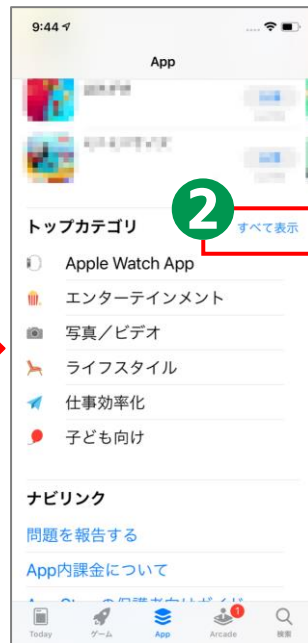 9:44
App
2
トップカテゴリ すべて表示
Apple Watch App
エンターテインメント
写真／ビデオ
ライフスタイル
仕事効率化
子ども向け
ナビリンク
問題を報告する
App内課金について
Today ゲーム App Arcade 1 検索